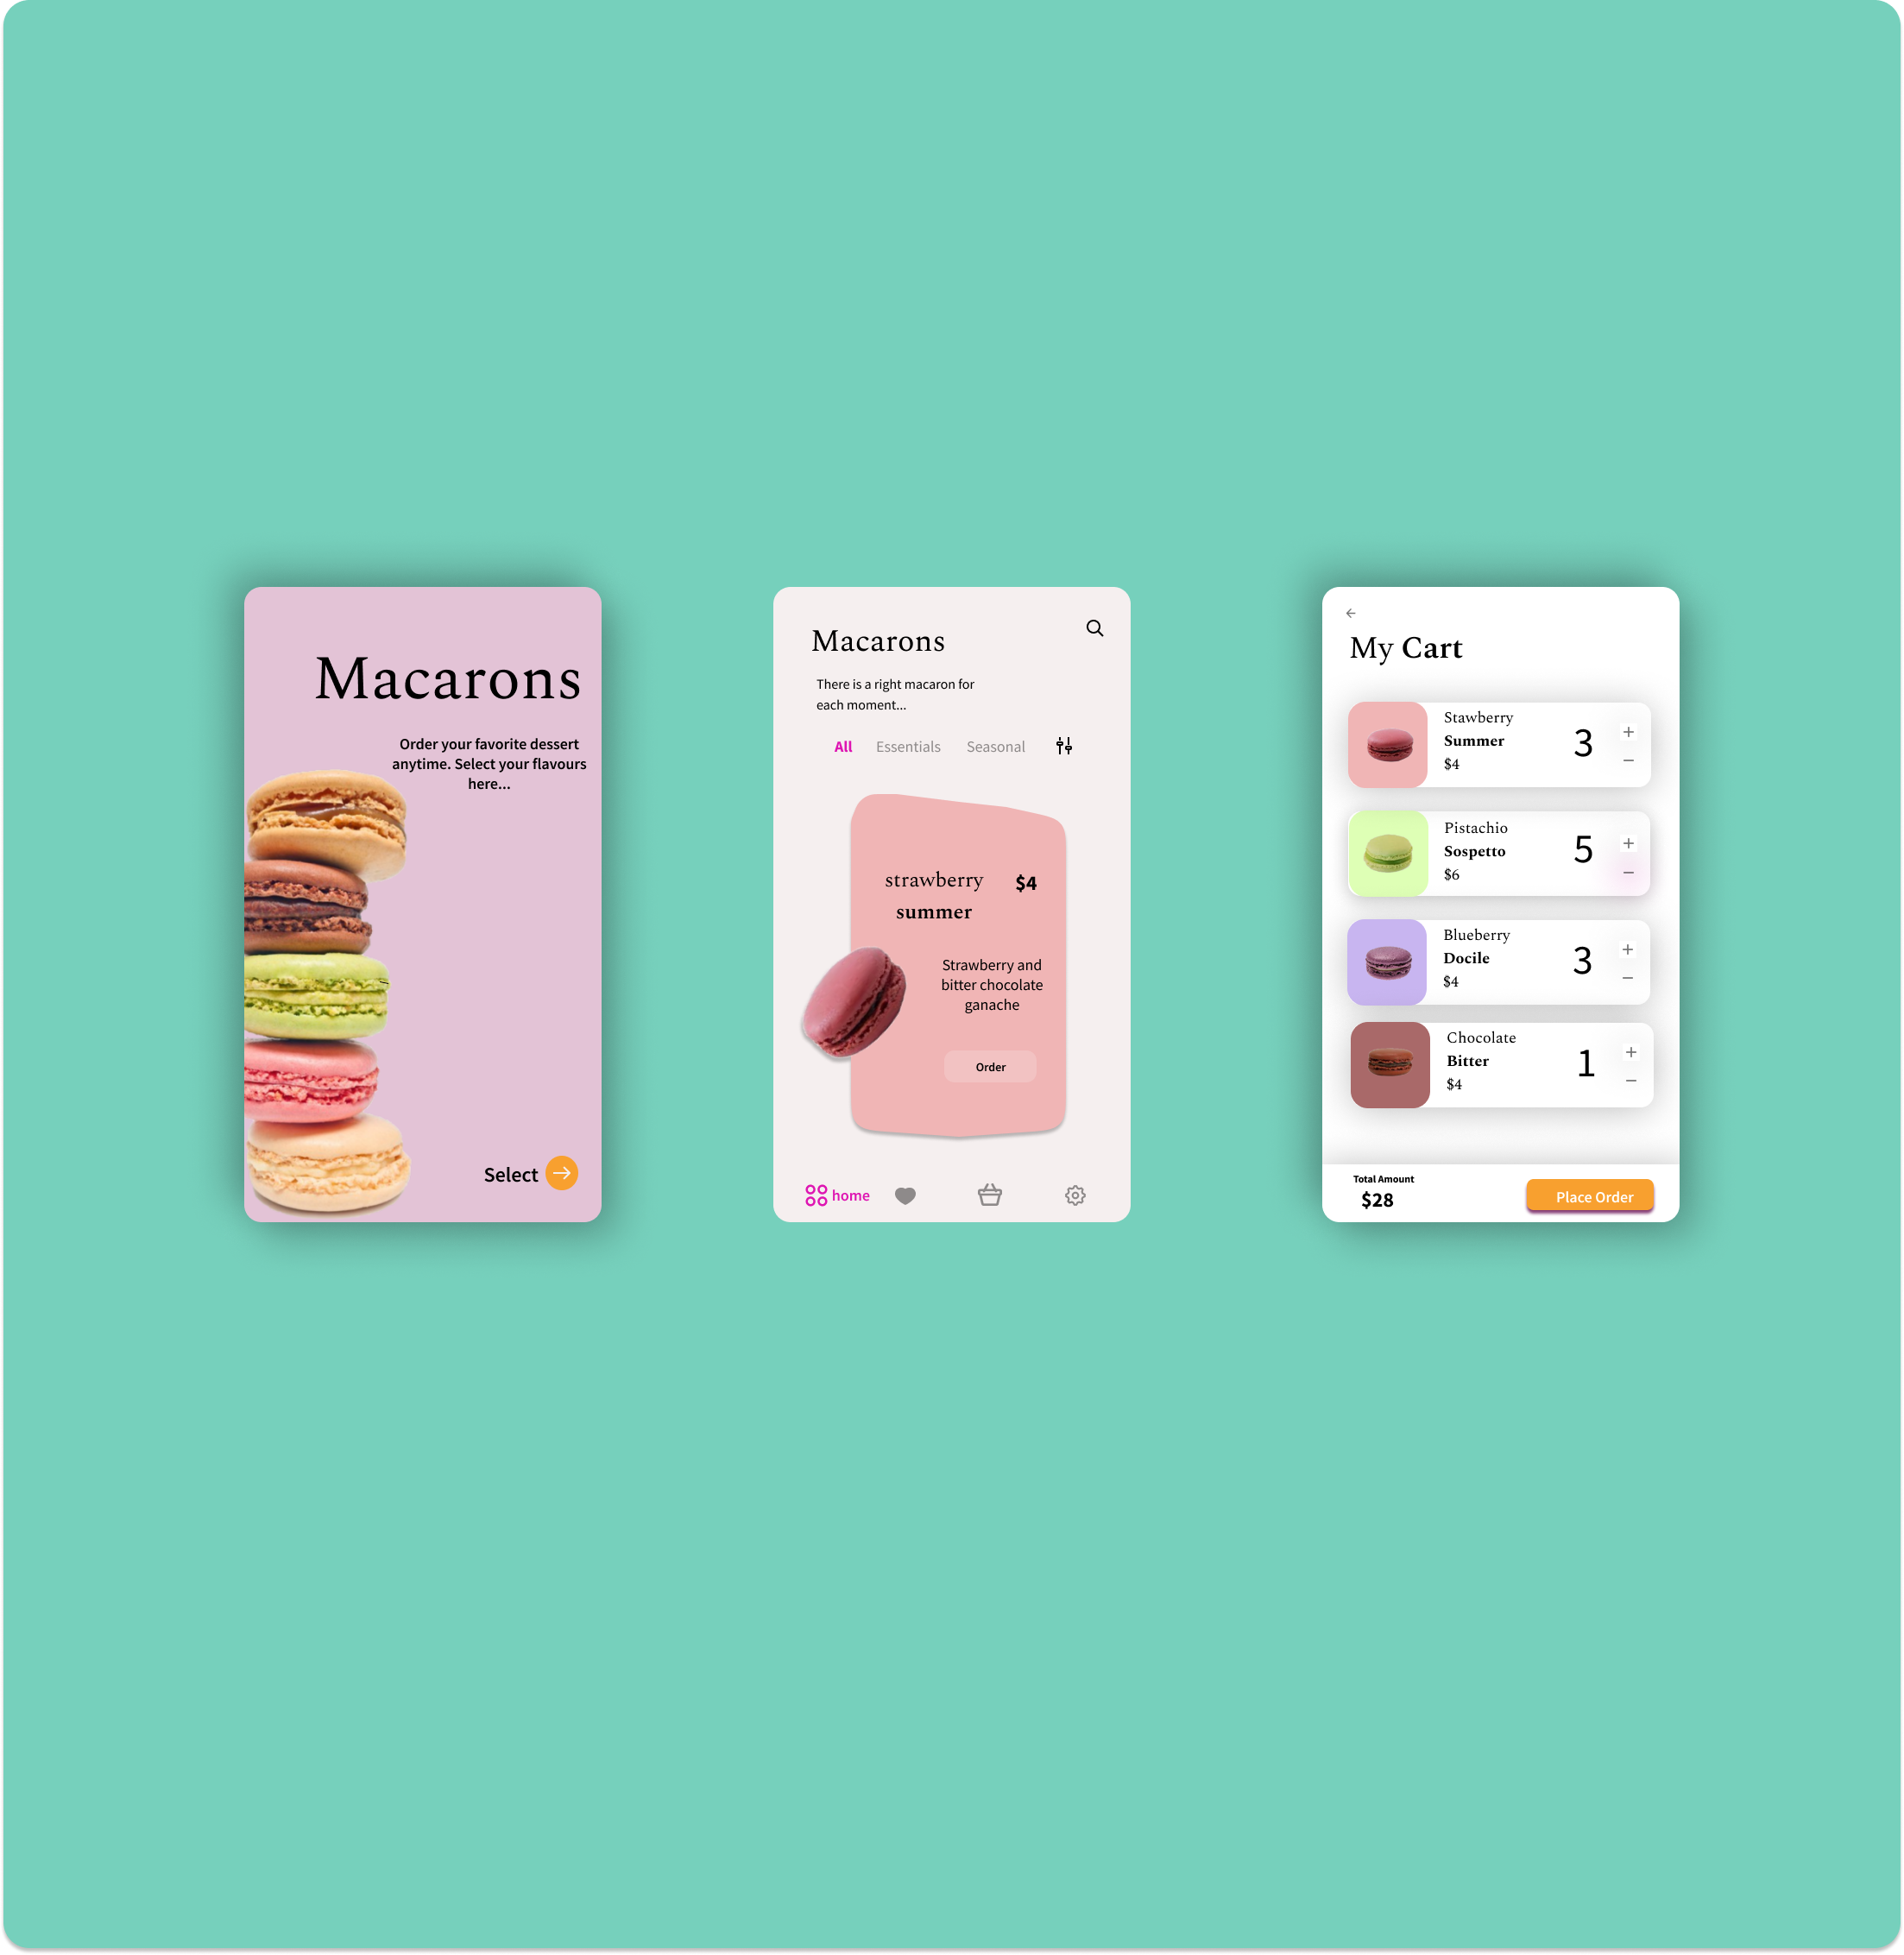 Macarons
Order your favorite dessert
anytime. Select your flavours
here...
Select
Macarons
There is a right macaron for
each moment...
All Essentials Seasonal
strawberry $4
summer
Strawberry and
bitter chocolate
ganache
Order
home
My Cart
Stawberry
Summer
$4
3
+
−
Pistachio
Sospetto
$6
5
+
−
Blueberry
Docile
$4
3
+
−
Chocolate
Bitter
$4
1
+
−
Total Amount
$28
Place Order